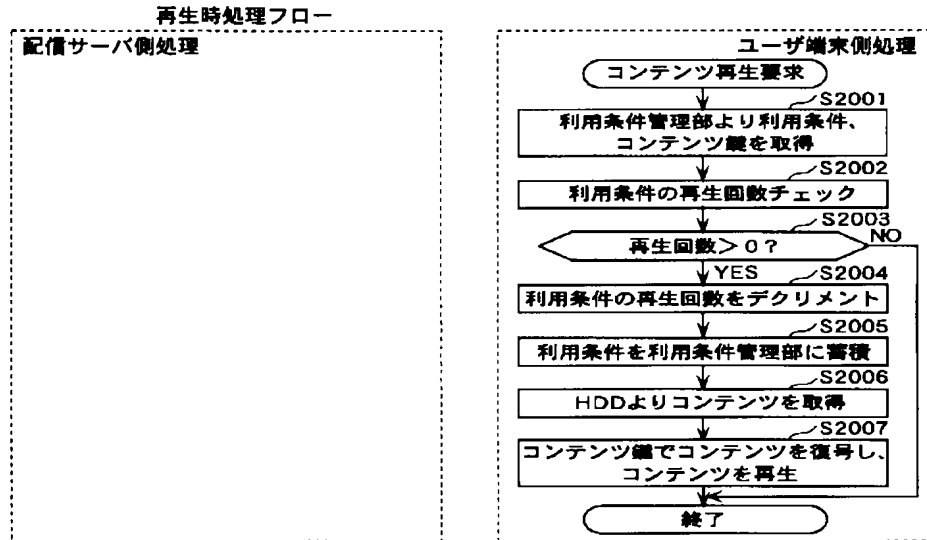 再生時処理フロー
配信サーバ側処理
ユーザ端末側処理
コンテンツ再生要求
S2001
利用条件管理部より利用条件、
コンテンツ鍵を取得
S2002
利用条件の再生回数チェック
S2003
再生回数＞０？
NO
YES
S2004
利用条件の再生回数をデクリメント
S2005
利用条件を利用条件管理部に蓄積
S2006
HDDよりコンテンツを取得
S2007
コンテンツ鍵でコンテンツを復号し、
コンテンツを再生
終了